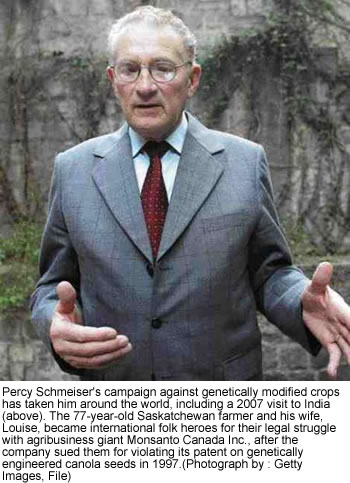 Percy Schmeiser's campaign against genetically modified crops
has taken him around the world, including a 2007 visit to India
(above). The 77-year-old Saskatchewan farmer and his wife,
Louise, became international folk heroes for their legal struggle
with agribusiness giant Monsanto Canada Inc., after the
company sued them for violating its patent on genetically
engineered canola seeds in 1997.(Photograph by : Getty
Images, File)